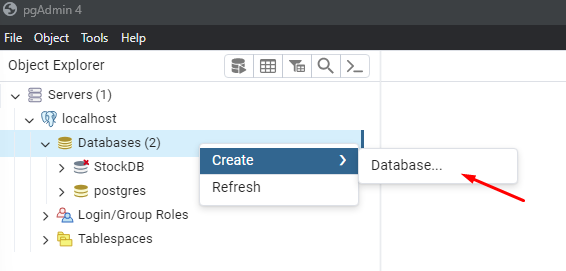 pgAdmin 4
File Object Tools Help
Object Explorer
Servers (1)
localhost
Databases (2)
Create
Database...
StockDB
Refresh
postgres
Login/Group Roles
Tablespaces